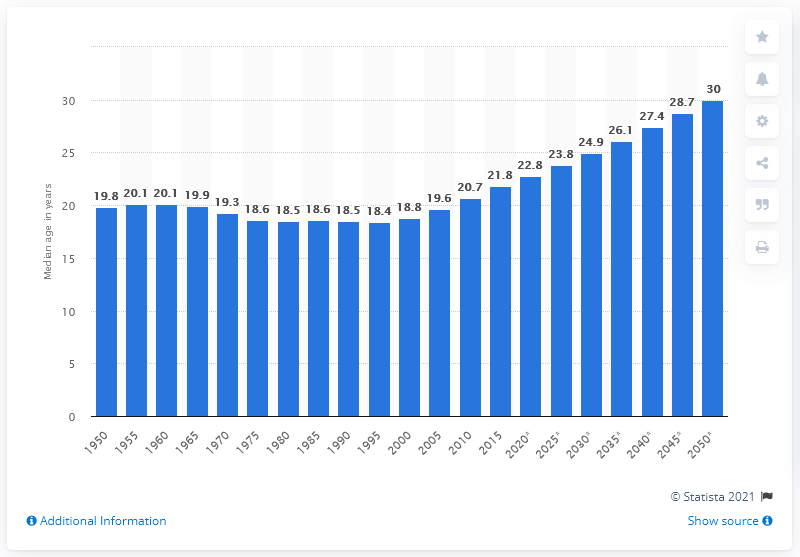 Median age in years
30
25
20
15
10
5
0
19.8 20.1 20.1 19.9 19.3 18.6 18.5 18.6 18.5 18.4 18.8 19.6 20.7 21.8 22.8 23.8 24.9 26.1 27.4 28.7 30
1950 1955 1960 1965 1970 1975 1980 1985 1990 1995 2000 2005 2010 2015 2020* 2025* 2030* 2035* 2040* 2045* 2050*
© Statista 2021
Additional Information
Show source